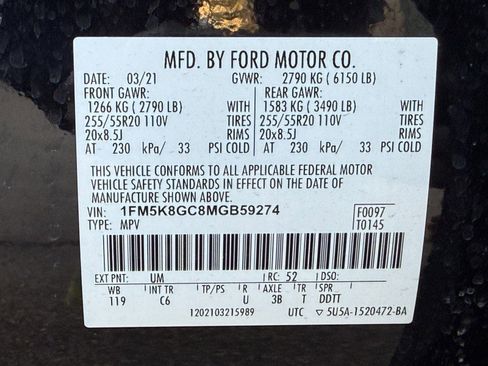 MFD. BY FORD MOTOR CO.
DATE: 03/21 GVWR: 2790 KG ( 6150 LB)
FRONT GAWR: REAR GAWR:
1266 KG ( 2790 LB) WITH 1583 KG ( 3490 LB) WITH
255/55R20 110V TIRES 255/55R20 110V TIRES
20x8.5J RIMS 20x8.5J RIMS
AT 230 kPa/ 33 PSI COLD AT 230 kPa/ 33 PSI COLD
THIS VEHICLE CONFORMS TO ALL APPLICABLE FEDERAL MOTOR
VEHICLE SAFETY STANDARDS IN EFFECT ON THE DATE OF
MANUFACTURE SHOWN ABOVE.
VIN: 1FM5K8GC8MGB59274 F0097
TYPE: MPV T0145
EXT PNT: UM RC: 52 DSO:
WB INT TR TP/PS R AXLE TR SPR
119 C6 U 3B T DDTT
1202103215989 UTC ▽ 5U5A-1520472-BA